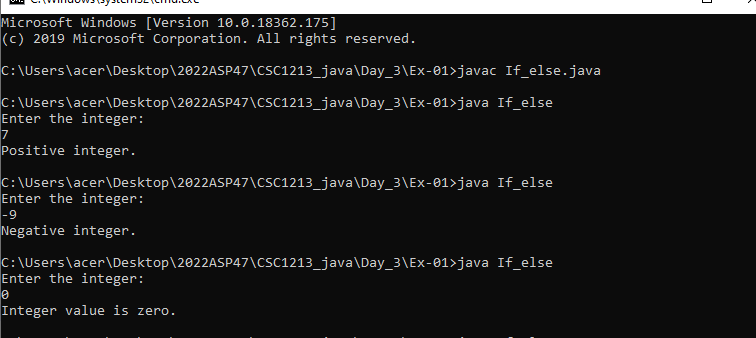 C:\Windows\system32\cmd.exe
Microsoft Windows [Version 10.0.18362.175]
(c) 2019 Microsoft Corporation. All rights reserved.
C:\Users\acer\Desktop\2022ASP47\CSC1213_java\Day_3\Ex-01>javac If_else.java
C:\Users\acer\Desktop\2022ASP47\CSC1213_java\Day_3\Ex-01>java If_else
Enter the integer:
7
Positive integer.
C:\Users\acer\Desktop\2022ASP47\CSC1213_java\Day_3\Ex-01>java If_else
Enter the integer:
-9
Negative integer.
C:\Users\acer\Desktop\2022ASP47\CSC1213_java\Day_3\Ex-01>java If_else
Enter the integer:
0
Integer value is zero.